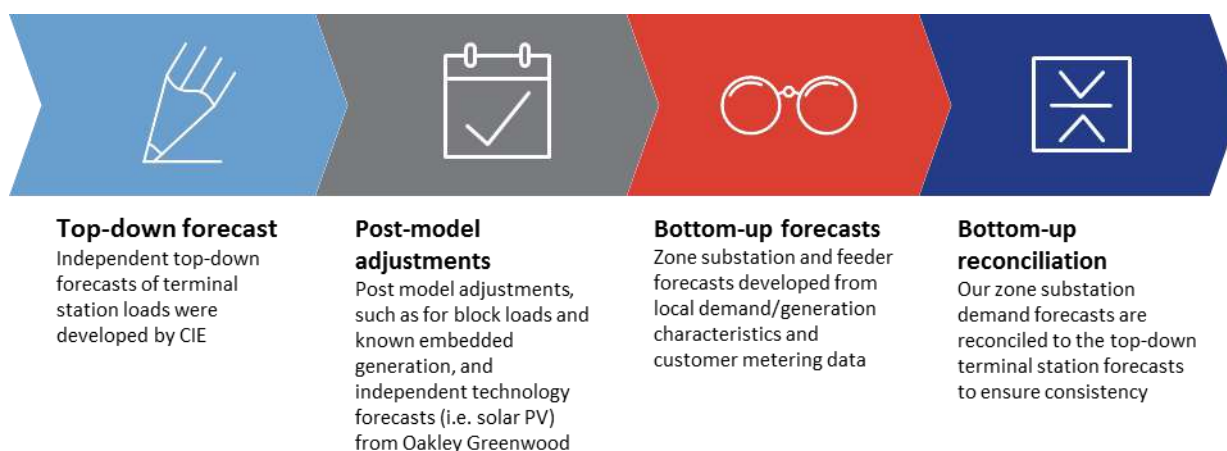 Top-down forecast
Independent top-down
forecasts of terminal
station loads were
developed by CIE
Post-model
adjustments
Post model adjustments,
such as for block loads and
known embedded
generation, and
independent technology
forecasts (i.e. solar PV)
from Oakley Greenwood
Bottom-up forecasts
Zone substation and feeder
forecasts developed from
local demand/generation
characteristics and
customer metering data
Bottom-up
reconciliation
Our zone substation
demand forecasts are
reconciled to the top-down
terminal station forecasts
to ensure consistency